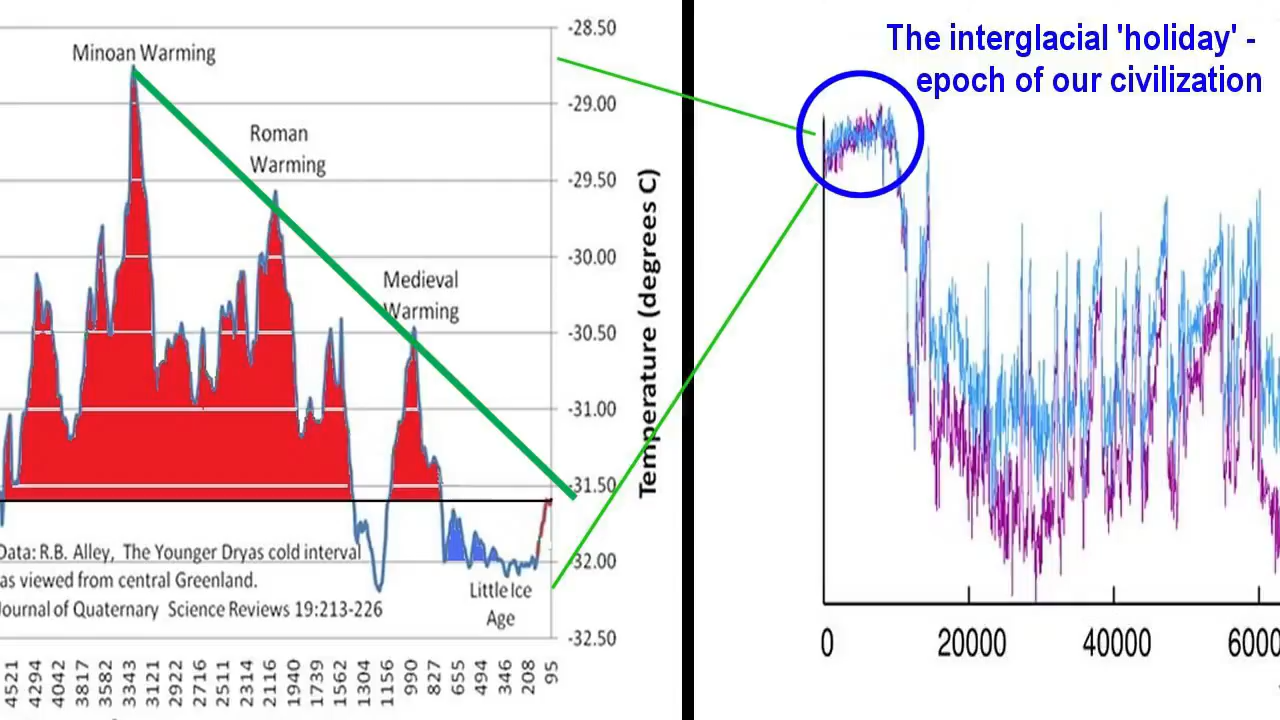 Minoan Warming
Roman
Warming
Medieval
Warming
-28.50
-29.00
-29.50
-30.00
-30.50
-31.00
-31.50
-32.00
-32.50
Temperature (degrees C)
Data: R.B. Alley, The Younger Dryas cold interval
as viewed from central Greenland.
Journal of Quaternary Science Reviews 19:213-226
Little Ice
Age
4521 4294 4042 3817 3582 3343 3121 2922 2716 2511 2314 2116 1940 1739 1562 1304 1156 990 827 655 494 346 208 95
The interglacial 'holiday' -
epoch of our civilization
0 20000 40000 6000